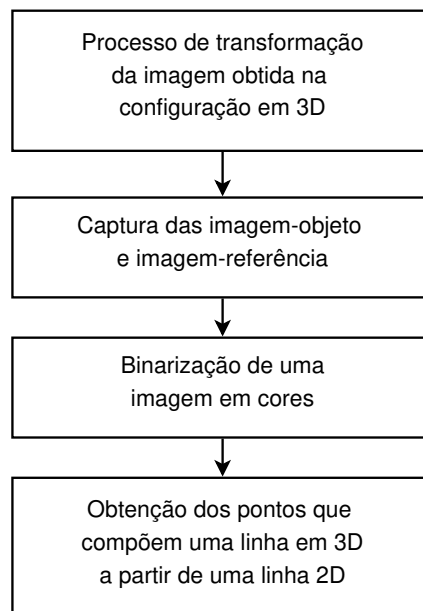 Processo de transformação
da imagem obtida na
configuração em 3D
Captura das imagem-objeto
e imagem-referência
Binarização de uma
imagem em cores
Obtenção dos pontos que
compõem uma linha em 3D
a partir de uma linha 2D